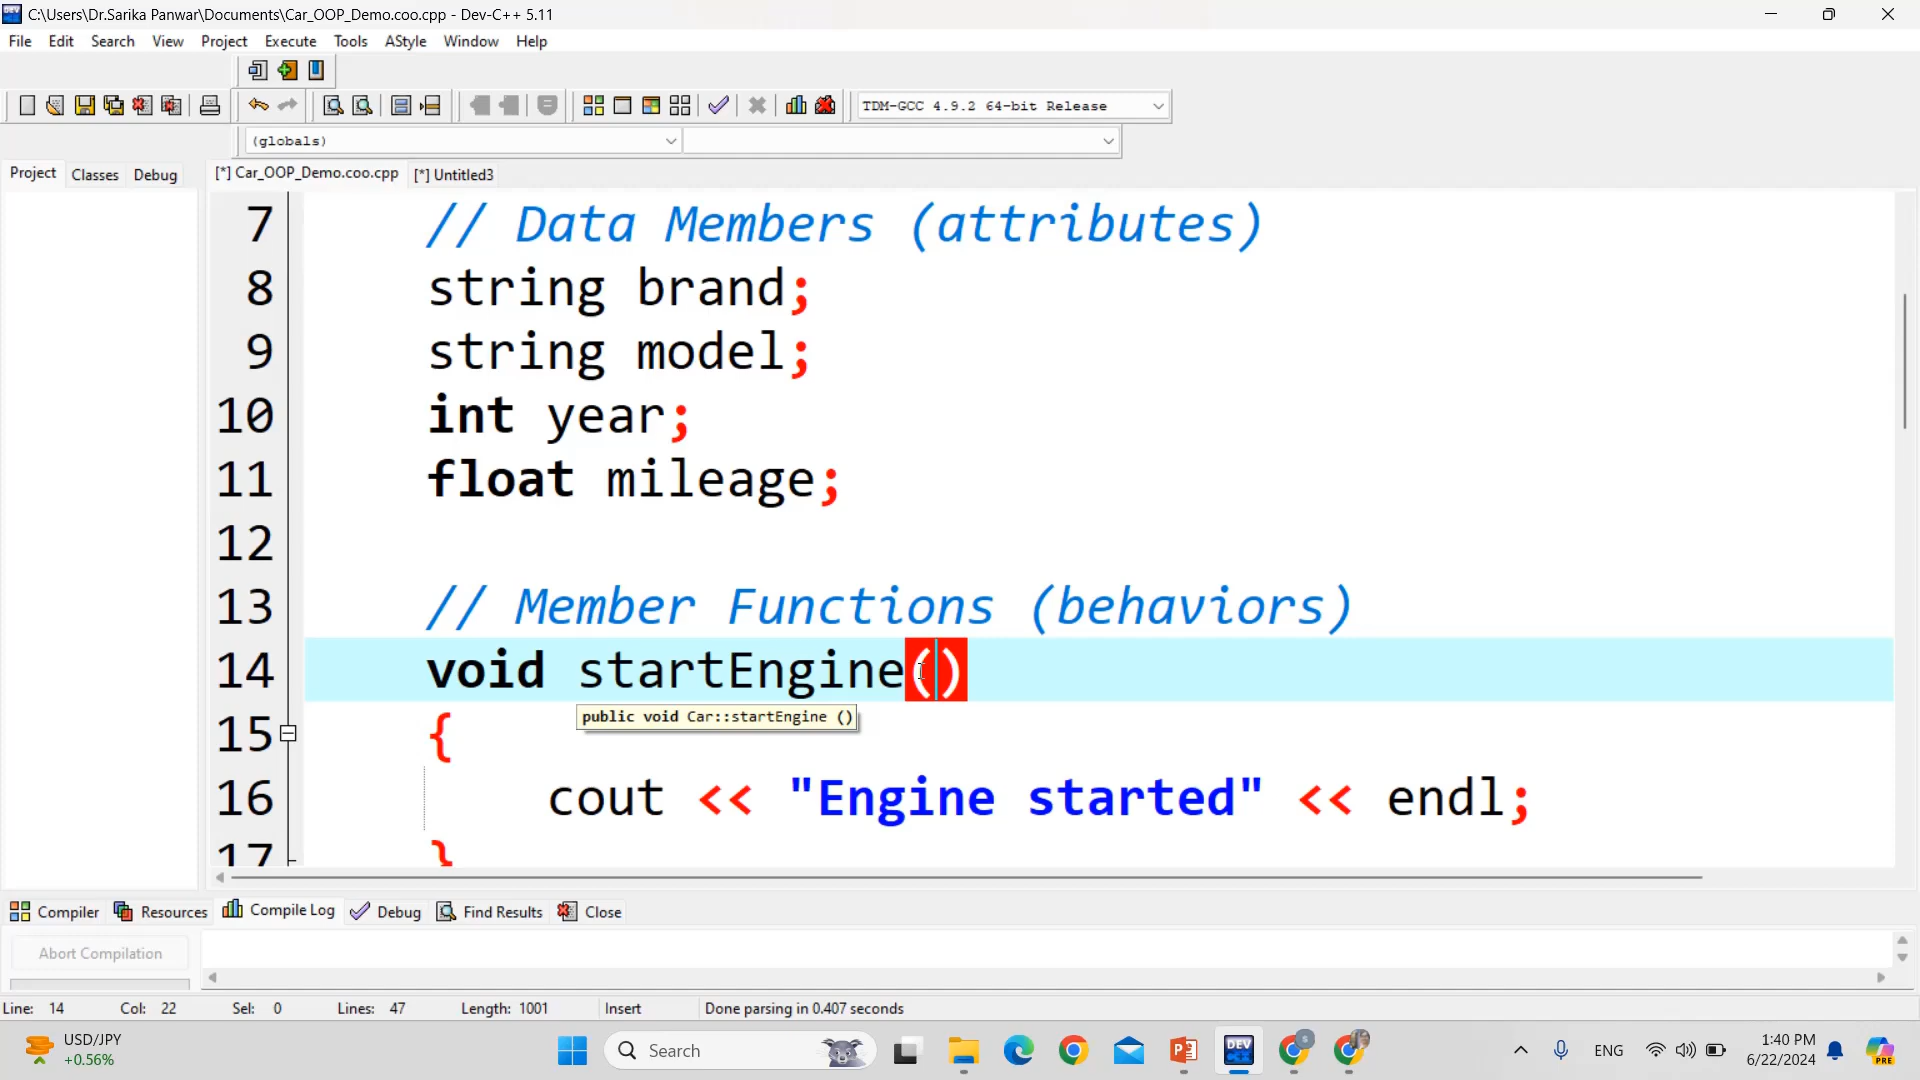 C:\Users\Dr.Sarika Panwar\Documents\Car_OOP_Demo.coo.cpp - Dev-C++ 5.11
File Edit Search View Project Execute Tools AStyle Window Help
TDM-GCC 4.9.2 64-bit Release
(globals)
Project Classes Debug [*] Car_OOP_Demo.coo.cpp [*] Untitled3
7 // Data Members (attributes)
8 string brand;
9 string model;
10 int year;
11 float mileage;
12
13 // Member Functions (behaviors)
14 void startEngine()
public void Car::startEngine ()
15 {
16 cout << "Engine started" << endl;
17 }
Compiler Resources Compile Log Debug Find Results Close
Abort Compilation
Line: 14 Col: 22 Sel: 0 Lines: 47 Length: 1001 Insert Done parsing in 0.407 seconds
USD/JPY
+0.56%
Search
DEV
ENG
1:40 PM
6/22/2024
PRE